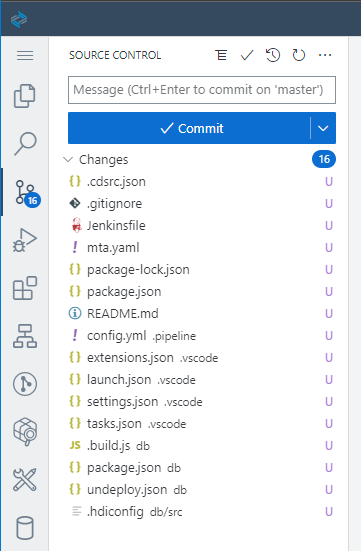 SOURCE CONTROL
Message (Ctrl+Enter to commit on 'master')
Commit
Changes 16
.cdsrc.json U
.gitignore U
Jenkinsfile U
16
! mta.yaml U
package-lock.json U
package.json U
README.md U
! config.yml .pipeline U
extensions.json .vscode U
launch.json .vscode U
settings.json .vscode U
tasks.json .vscode U
JS .build.js db U
package.json db U
undeploy.json db U
.hdiconfig db/src U